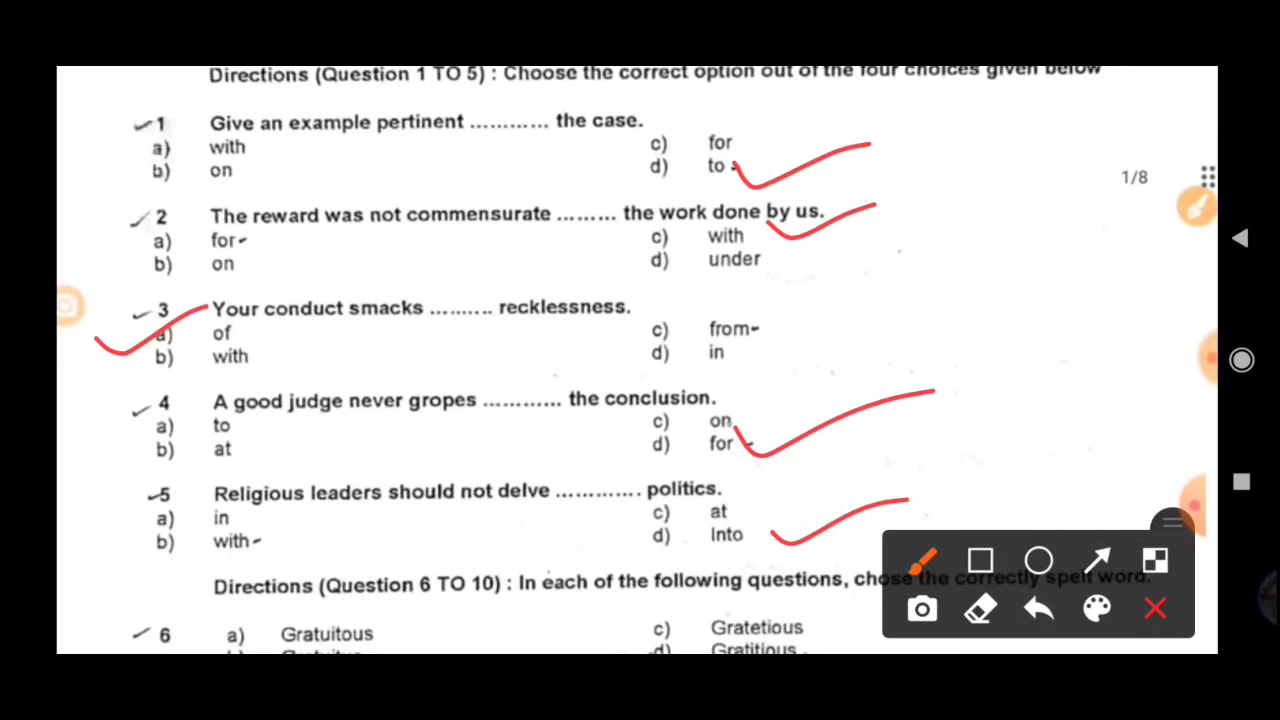 Directions (Question 1 TO 5) : Choose the correct option out of the four choices given below
1 Give an example pertinent ............ the case.
a) with c) for
b) on d) to
1/8
2 The reward was not commensurate ......... the work done by us.
a) for c) with
b) on d) under
3 Your conduct smacks .......... recklessness.
a) of c) from
b) with d) in
4 A good judge never gropes ............ the conclusion.
a) to c) on
b) at d) for
5 Religious leaders should not delve ............. politics.
a) in c) at
b) with d) Into
Directions (Question 6 TO 10) : In each of the following questions, chose the correctly spelt word.
6 a) Gratuitous c) Gratetious
d) Gratitious